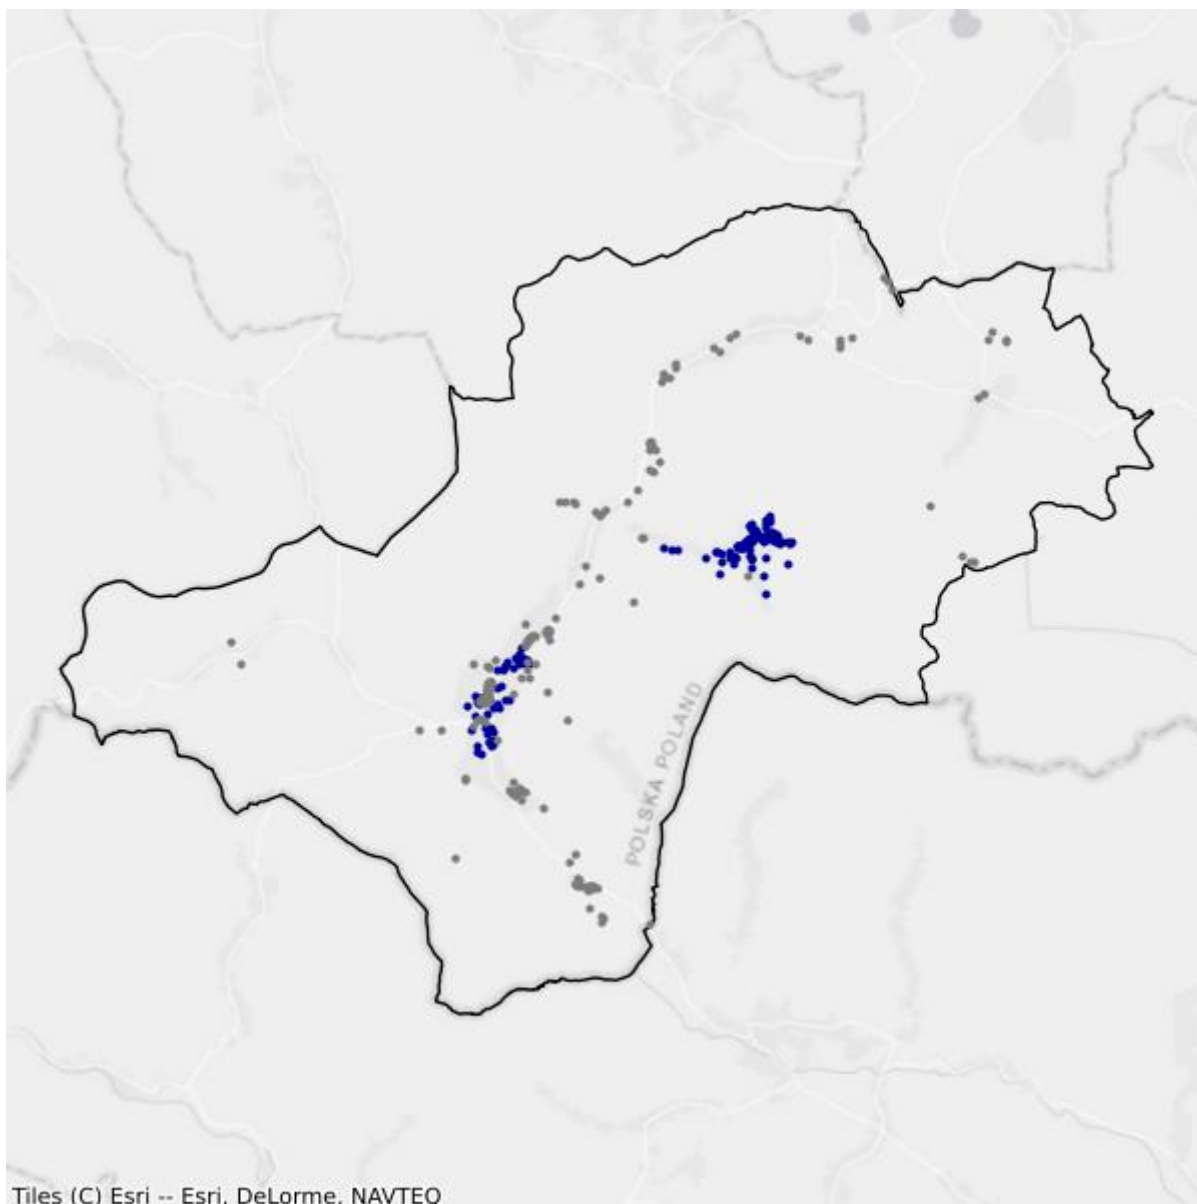 POLSKA POLAND
Tiles (C) Esri -- Esri, DeLorme, NAVTEQ